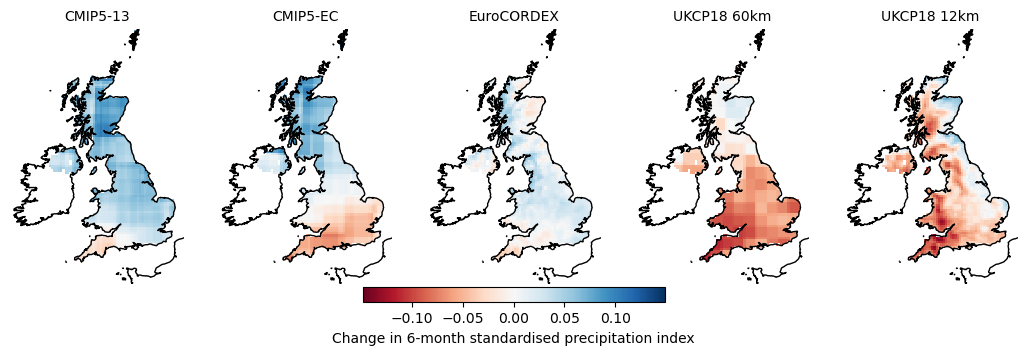 CMIP5-13 CMIP5-EC EuroCORDEX UKCP18 60km UKCP18 12km
−0.10 −0.05 0.00 0.05 0.10
Change in 6-month standardised precipitation index